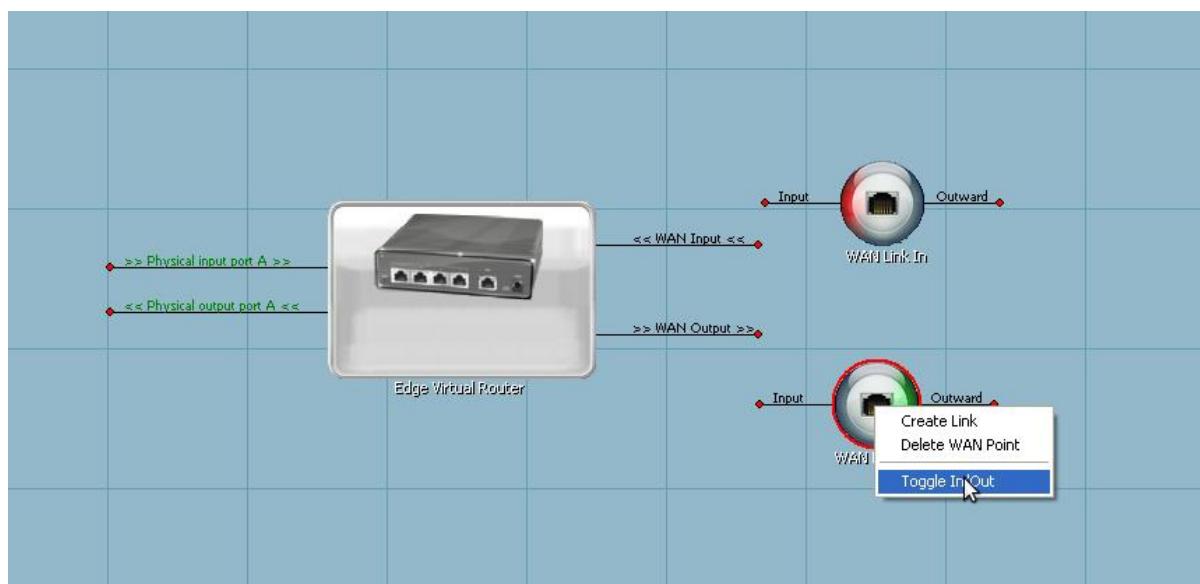 Input
Outward
WAN Link In
>> Physical input port A >>
<< WAN Input <<
<< Physical output port A <<
>> WAN Output >>
Edge Virtual Router
Input
Outward
WAN
Create Link
Delete WAN Point
Toggle In/Out